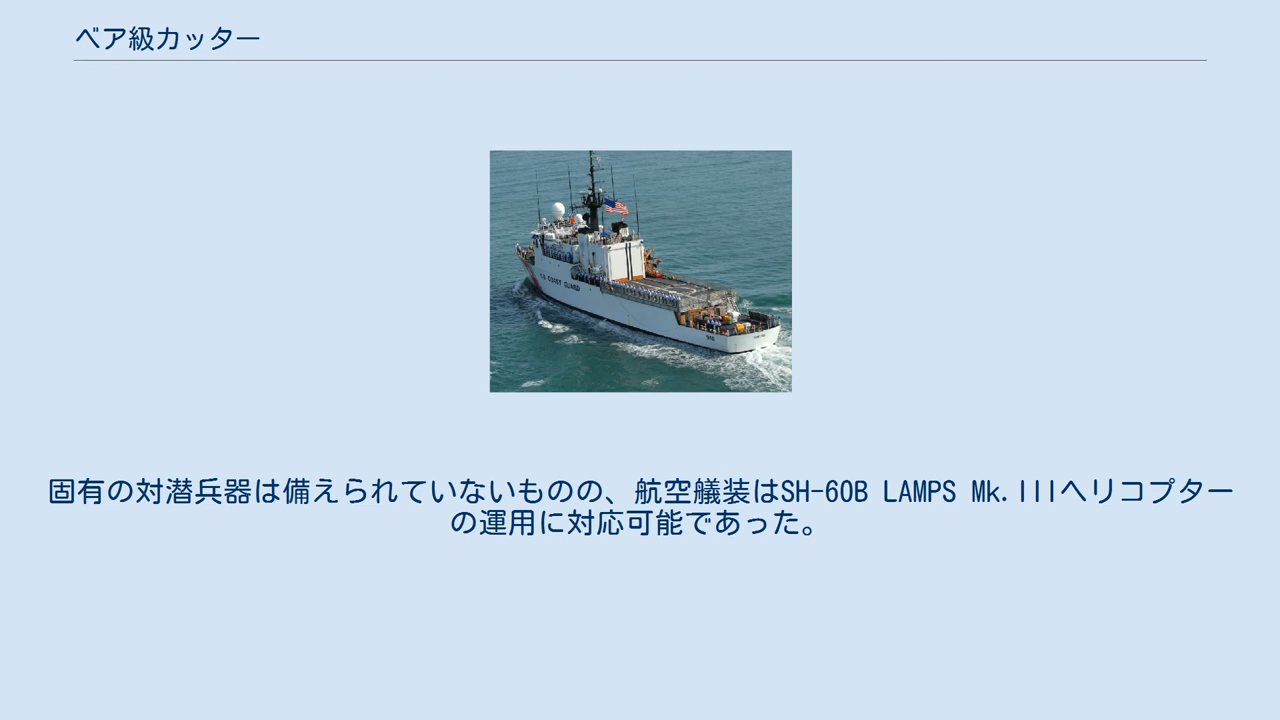 ベア級カッター
U.S. COAST GUARD
固有の対潜兵器は備えられていないものの、航空艤装はSH-60B LAMPS Mk.IIIヘリコプター
の運用に対応可能であった。